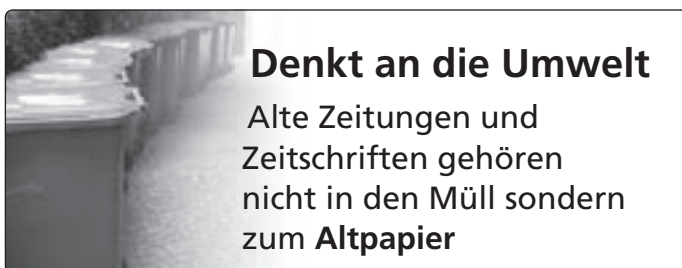 Denkt an die Umwelt
Alte Zeitungen und
Zeitschriften gehören
nicht in den Müll sondern
zum Altpapier